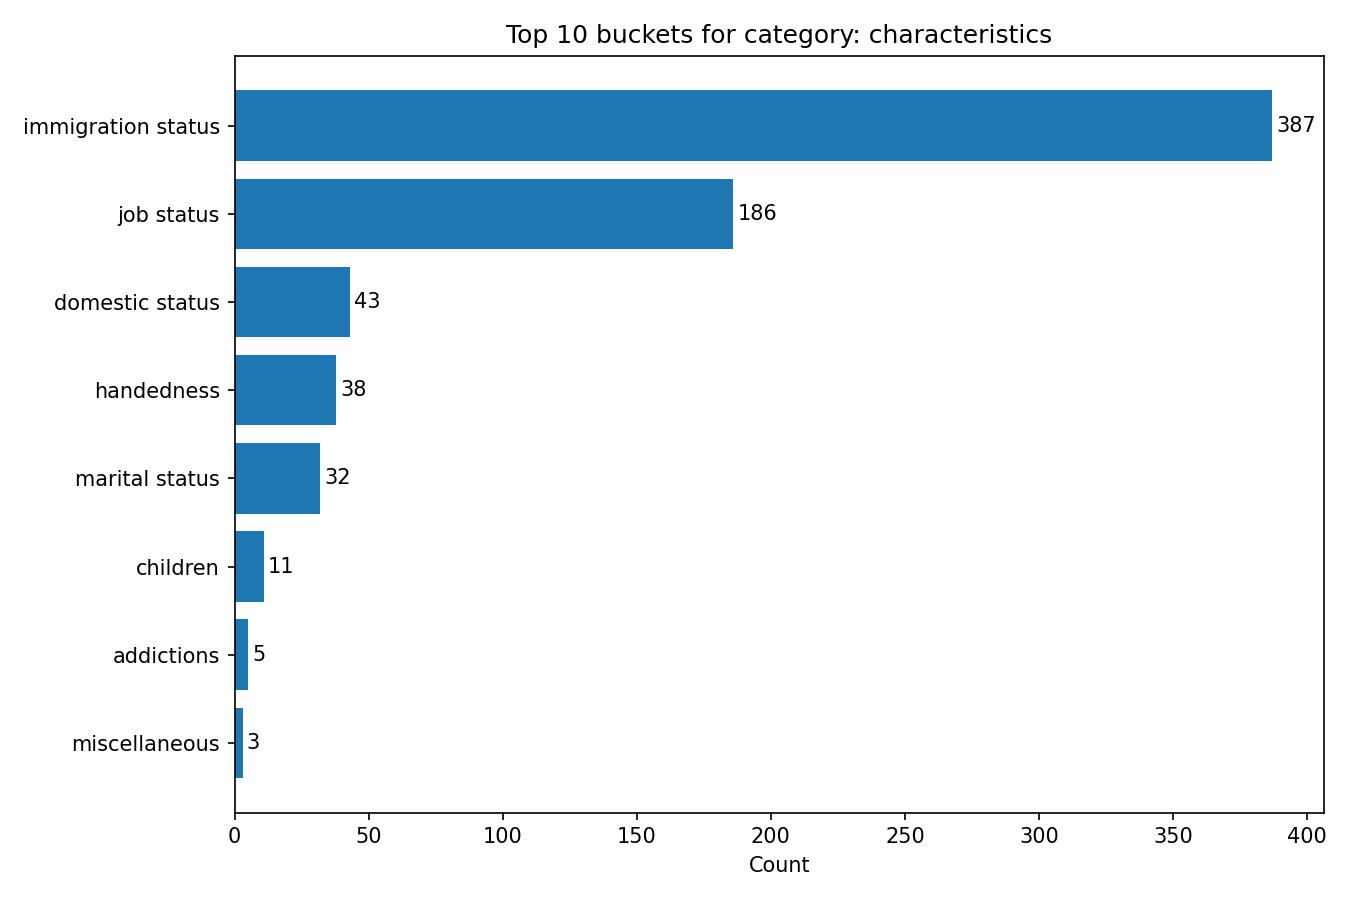 Top 10 buckets for category: characteristics
immigration status 387
job status 186
domestic status 43
handedness 38
marital status 32
children 11
addictions 5
miscellaneous 3
0 50 100 150 200 250 300 350 400
Count